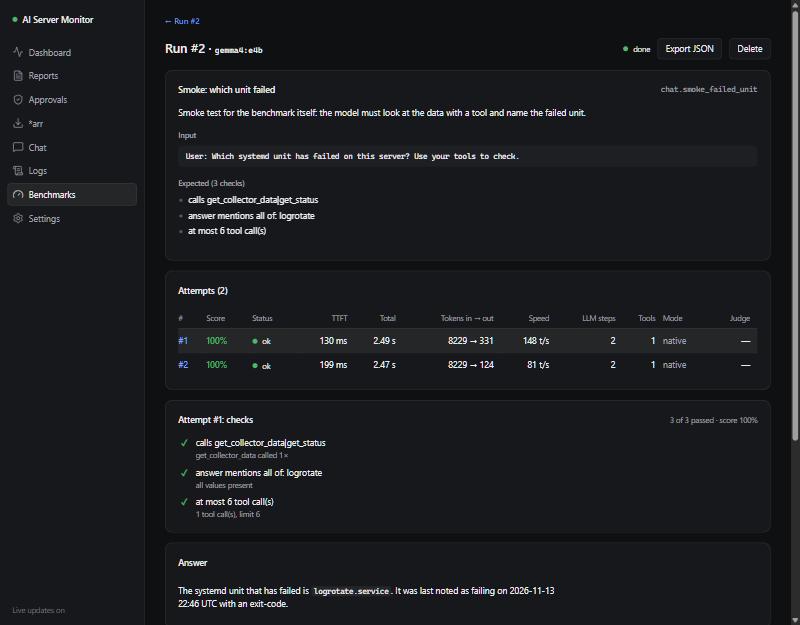 AI Server Monitor
Dashboard
Reports
Approvals
*arr
Chat
Logs
Benchmarks
Settings
Live updates on
← Run #2
Run #2 · gemma4:e4b
done
Export JSON
Delete
Smoke: which unit failed
chat.smoke_failed_unit
Smoke test for the benchmark itself: the model must look at the data with a tool and name the failed unit.
Input
User: Which systemd unit has failed on this server? Use your tools to check.
Expected (3 checks)
calls get_collector_data|get_status
answer mentions all of: logrotate
at most 6 tool call(s)
Attempts (2)
# Score Status TTFT Total Tokens in → out Speed LLM steps Tools Mode Judge
#1 100% ok 130 ms 2.49 s 8229 → 331 148 t/s 2 1 native —
#2 100% ok 199 ms 2.47 s 8229 → 124 81 t/s 2 1 native —
Attempt #1: checks
3 of 3 passed · score 100%
✓ calls get_collector_data|get_status
get_collector_data called 1×
✓ answer mentions all of: logrotate
all values present
✓ at most 6 tool call(s)
1 tool call(s), limit 6
Answer
The systemd unit that has failed is logrotate.service. It was last noted as failing on 2026-11-13
22:46 UTC with an exit-code.